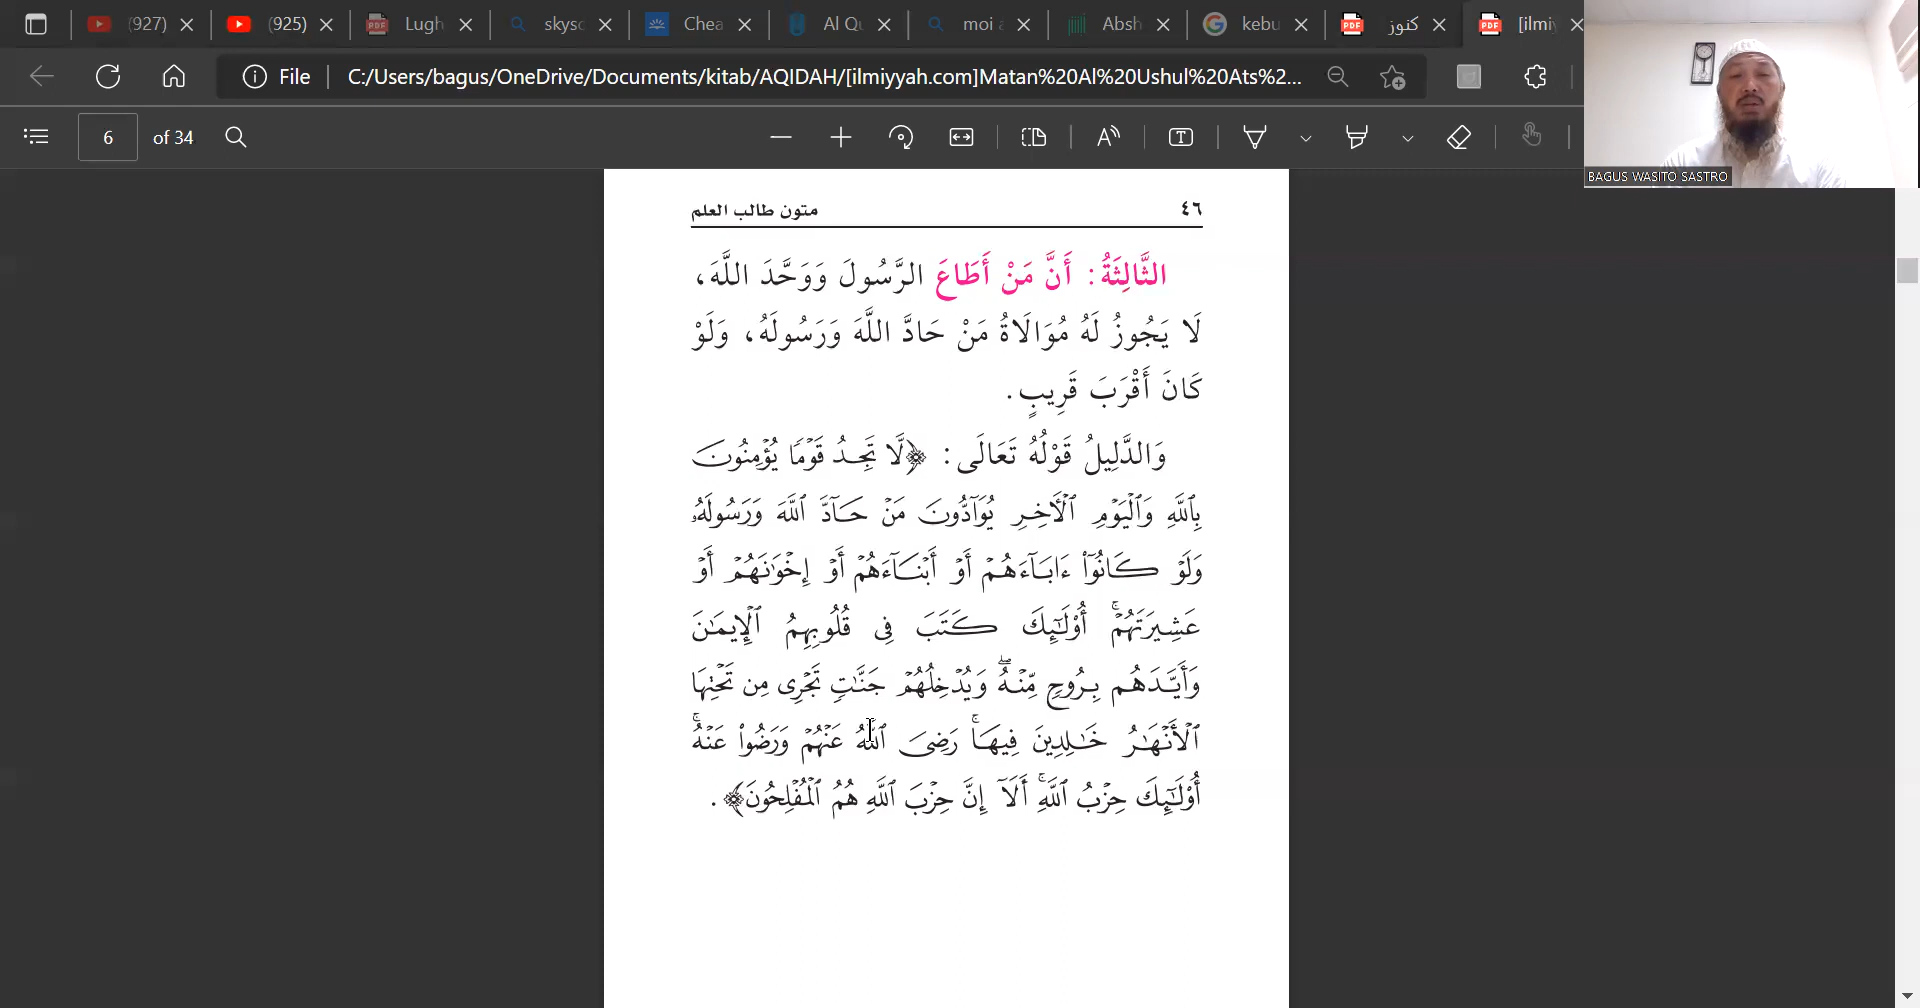 (927)
(925)
Lugh
skysc
Chea
Al Qu
moi a
Absh
kebu
كنوز
[ilmiy
File
C:/Users/bagus/OneDrive/Documents/kitab/AQIDAH/[ilmiyyah.com]Matan%20Al%20Ushul%20Ats%2...
6 of 34
BAGUS WASITO SASTRO
٤٦ متون طالب العلم
الثَّالِثَةُ: أَنَّ مَنْ أَطَاعَ الرَّسُولَ وَوَحَّدَ اللَّهَ،
لَا يَجُوزُ لَهُ مُوَالَاةُ مَنْ حَادَّ اللَّهَ وَرَسُولَهُ، وَلَوْ
كَانَ أَقْرَبَ قَرِيبٍ.
وَالدَّلِيلُ قَوْلُهُ تَعَالَى: ﴿لَّا تَجِدُ قَوْمًا يُؤْمِنُونَ
بِٱللَّهِ وَٱلْيَوْمِ ٱلْأَخِرِ يُوَآدُّونَ مَنْ حَآدَّ ٱللَّهَ وَرَسُولَهُۥ
وَلَوْ كَانُوٓا۟ ءَابَآءَهُمْ أَوْ أَبْنَآءَهُمْ أَوْ إِخْوَٰنَهُمْ أَوْ
عَشِيرَتَهُمْ ۚ أُو۟لَٰٓئِكَ كَتَبَ فِى قُلُوبِهِمُ ٱلْإِيمَٰنَ
وَأَيَّدَهُم بِرُوحٍ مِّنْهُ ۖ وَيُدْخِلُهُمْ جَنَّٰتٍ تَجْرِى مِن تَحْتِهَا
ٱلْأَنْهَٰرُ خَٰلِدِينَ فِيهَا ۚ رَضِىَ ٱللَّهُ عَنْهُمْ وَرَضُوا۟ عَنْهُ ۚ
أُو۟لَٰٓئِكَ حِزْبُ ٱللَّهِ ۚ أَلَآ إِنَّ حِزْبَ ٱللَّهِ هُمُ ٱلْمُفْلِحُونَ﴾.